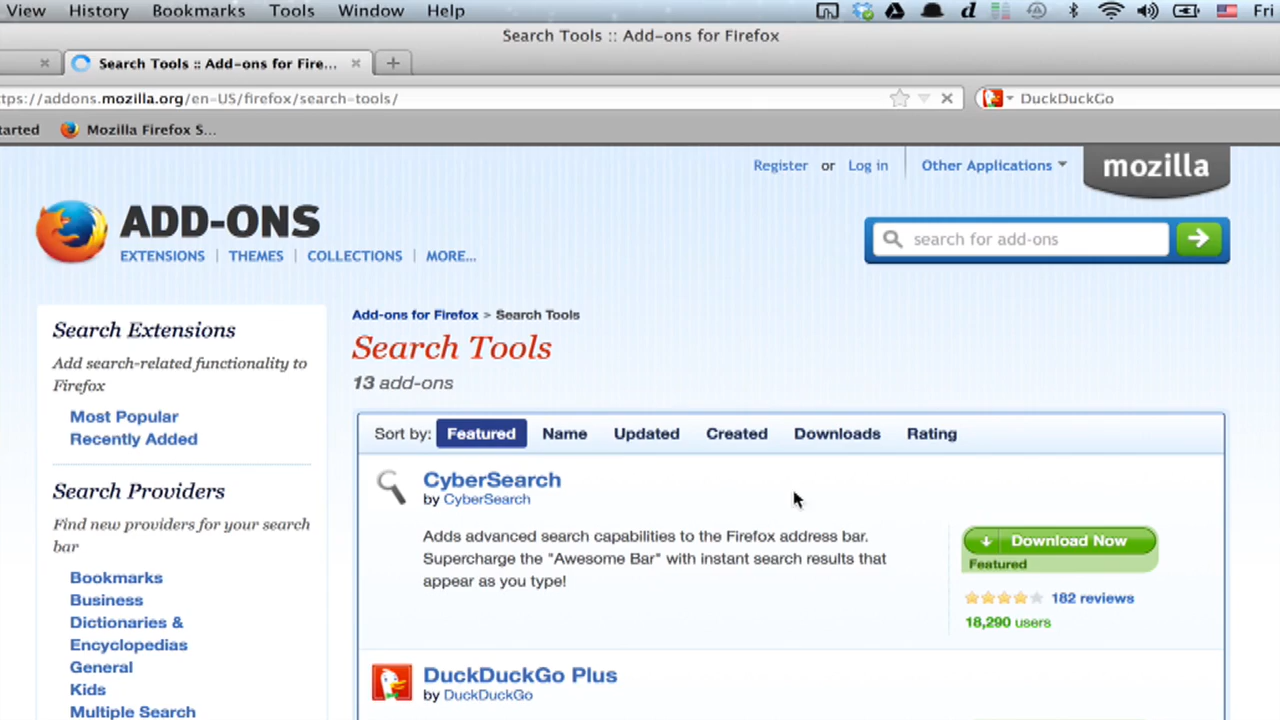 View History Bookmarks Tools Window Help Fri
Search Tools :: Add-ons for Firefox
Search Tools :: Add-ons for Fire...
tps://addons.mozilla.org/en-US/firefox/search-tools/ DuckDuckGo
tarted Mozilla Firefox S...
Register or Log in Other Applications mozilla
ADD-ONS
EXTENSIONS | THEMES | COLLECTIONS | MORE...
search for add-ons
Search Extensions
Add search-related functionality to
Firefox
Most Popular
Recently Added
Search Providers
Find new providers for your search
bar
Bookmarks
Business
Dictionaries &
Encyclopedias
General
Kids
Multiple Search
Add-ons for Firefox > Search Tools
Search Tools
13 add-ons
Sort by: Featured Name Updated Created Downloads Rating
CyberSearch
by CyberSearch
Adds advanced search capabilities to the Firefox address bar.
Supercharge the "Awesome Bar" with instant search results that
appear as you type!
Download Now
Featured
182 reviews
18,290 users
DuckDuckGo Plus
by DuckDuckGo